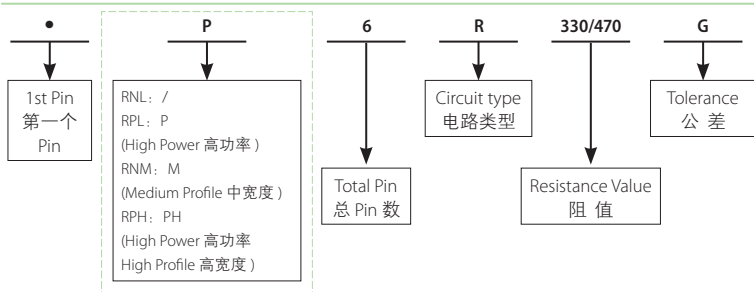 • P 6 R 330/470 G
1st Pin
第一个
Pin
RNL：/
RPL：P
(High Power 高功率 )
RNM：M
(Medium Profile 中宽度 )
RPH：PH
(High Power 高功率
High Profile 高宽度 )
Total Pin
总 Pin 数
Circuit type
电路类型
Resistance Value
阻 值
Tolerance
公 差